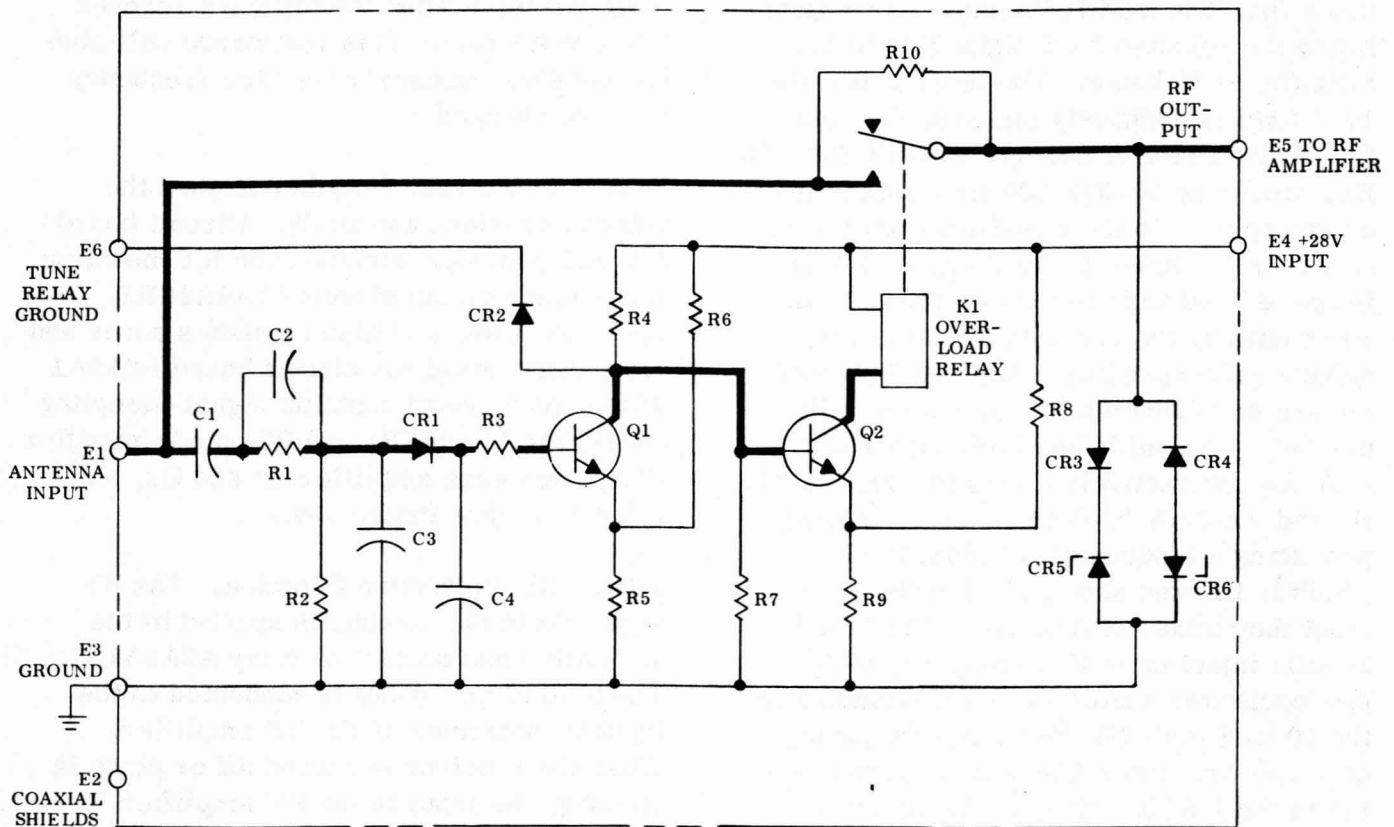 R10
RF
OUT-
PUT
E5 TO RF
AMPLIFIER
E6
TUNE
RELAY
GROUND
E4 +28V
INPUT
CR2
R4
R6
K1
OVER-
LOAD
RELAY
C2
C1
CR1
R3
Q1
Q2
R8
E1
ANTENNA
INPUT
R1
CR3
CR4
C3
R2
C4
R5
R7
R9
CR5
CR6
E3
GROUND
E2
COAXIAL
SHIELDS